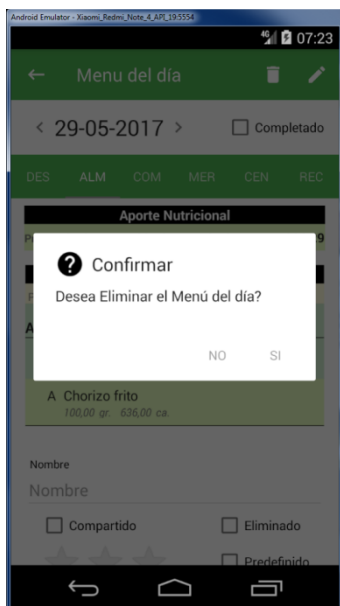 Android Emulator - Xiaomi_Redmi_Note_4_API_19:5554
4G 07:23
Menu del día
29-05-2017 Completado
DES ALM COM MER CEN REC
Aporte Nutricional
P 9
Confirmar
Desea Eliminar el Menú del día?
A
NO SI
A Chorizo frito
100,00 gr. 636,00 ca.
Nombre
Nombre
Compartido Eliminado
Predefinido